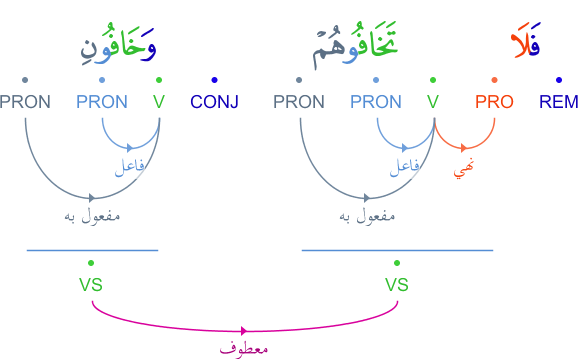 فَلَا تَخَافُوهُمْ وَخَافُونِ
REM PRO V PRON PRON CONJ V PRON PRON
نهي فاعل فاعل
مفعول به مفعول به
VS VS
معطوف